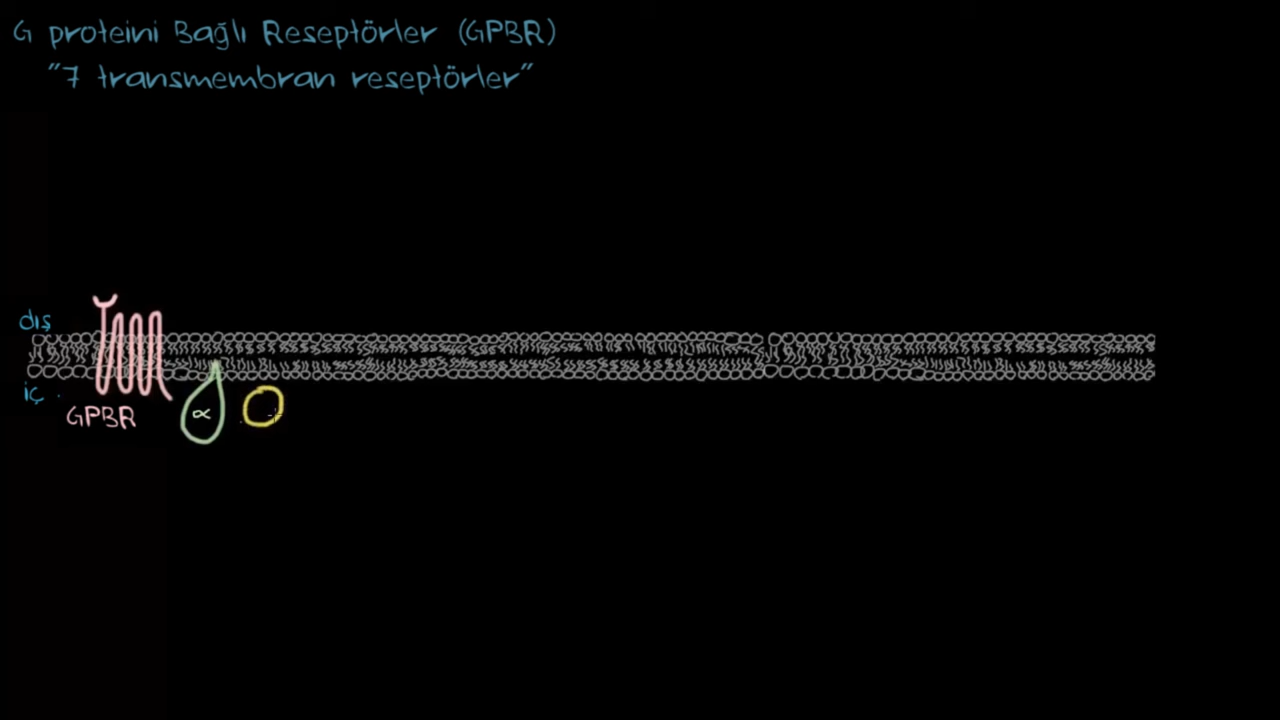 G proteini Bağlı Reseptörler (GPBR)
"7 transmembran reseptörler"
dış
iç
GPBR
∝